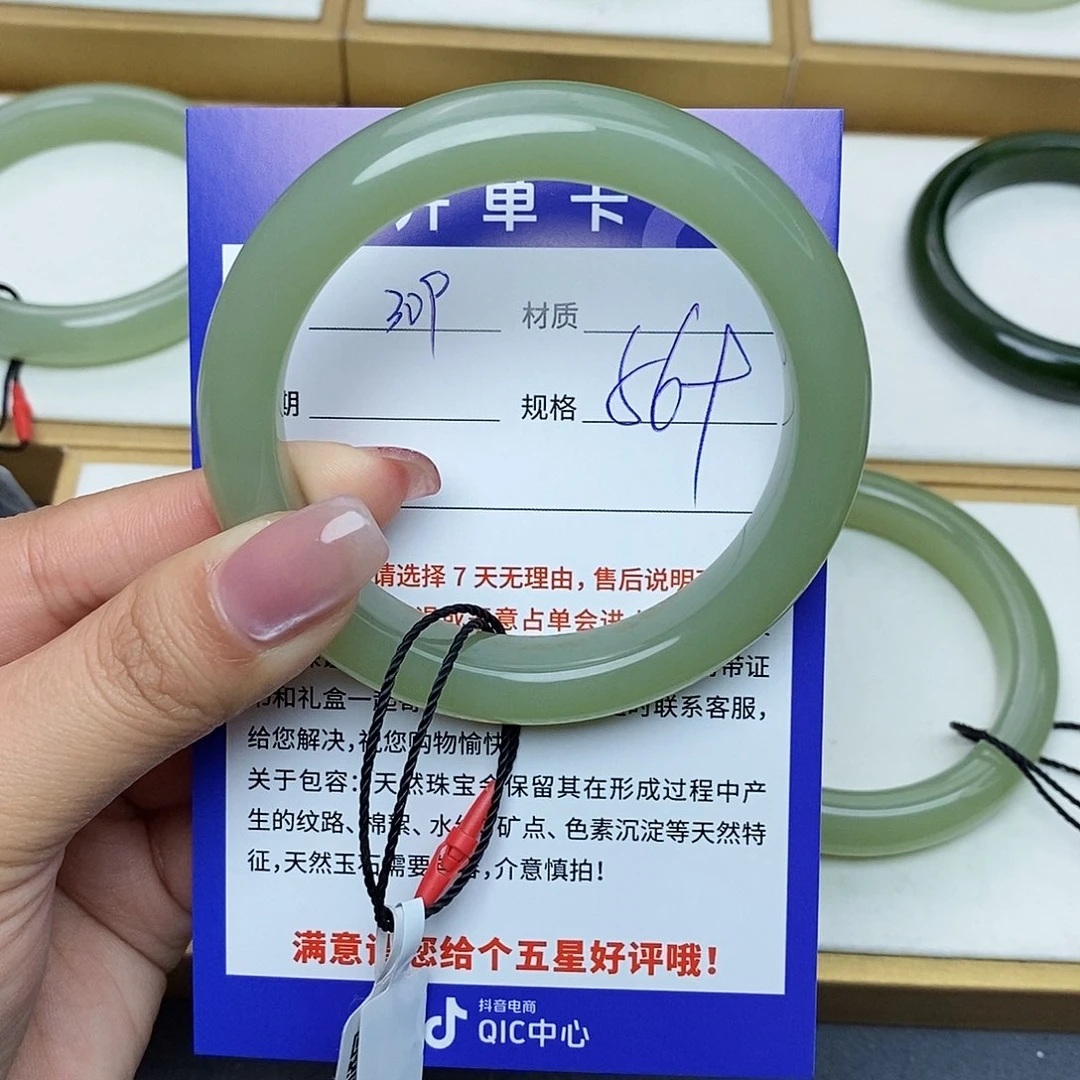 开单卡
材质
期 规格
请选择7天无理由,售后说明
意占单会进
带证
和礼盒一起 时联系客服,
给您解决,祝您购物愉快
关于包容:天然珠宝会保留其在形成过程中产
生的纹路、棉絮、水 矿点、色素沉淀等天然特
征,天然玉石需要 ,介意慎拍!
满意请您给个五星好评哦!
抖音电商
QIC中心